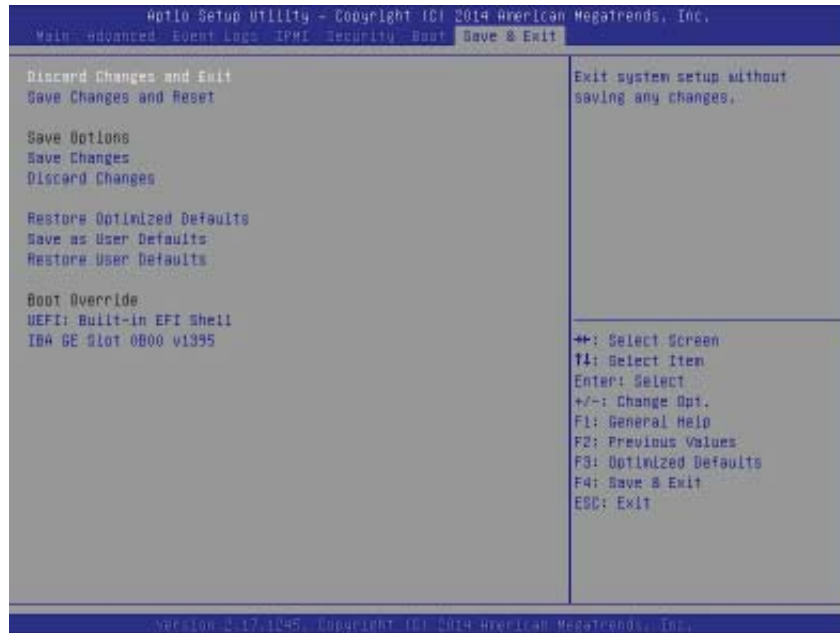 Aptio Setup Utility – Copyright (C) 2014 American Megatrends, Inc.
Main Advanced Event Logs IPMI Security Boot Save & Exit
Discard Changes and Exit
Save Changes and Reset
Save Options
Save Changes
Discard Changes
Restore Optimized Defaults
Save as User Defaults
Restore User Defaults
Boot Override
UEFI: Built-in EFI Shell
IBA GE Slot 0B00 v1395
Exit system setup without
saving any changes.
→←: Select Screen
↑↓: Select Item
Enter: Select
+/-: Change Opt.
F1: General Help
F2: Previous Values
F3: Optimized Defaults
F4: Save & Exit
ESC: Exit
Version 2.17.1245. Copyright (C) 2014 American Megatrends, Inc.